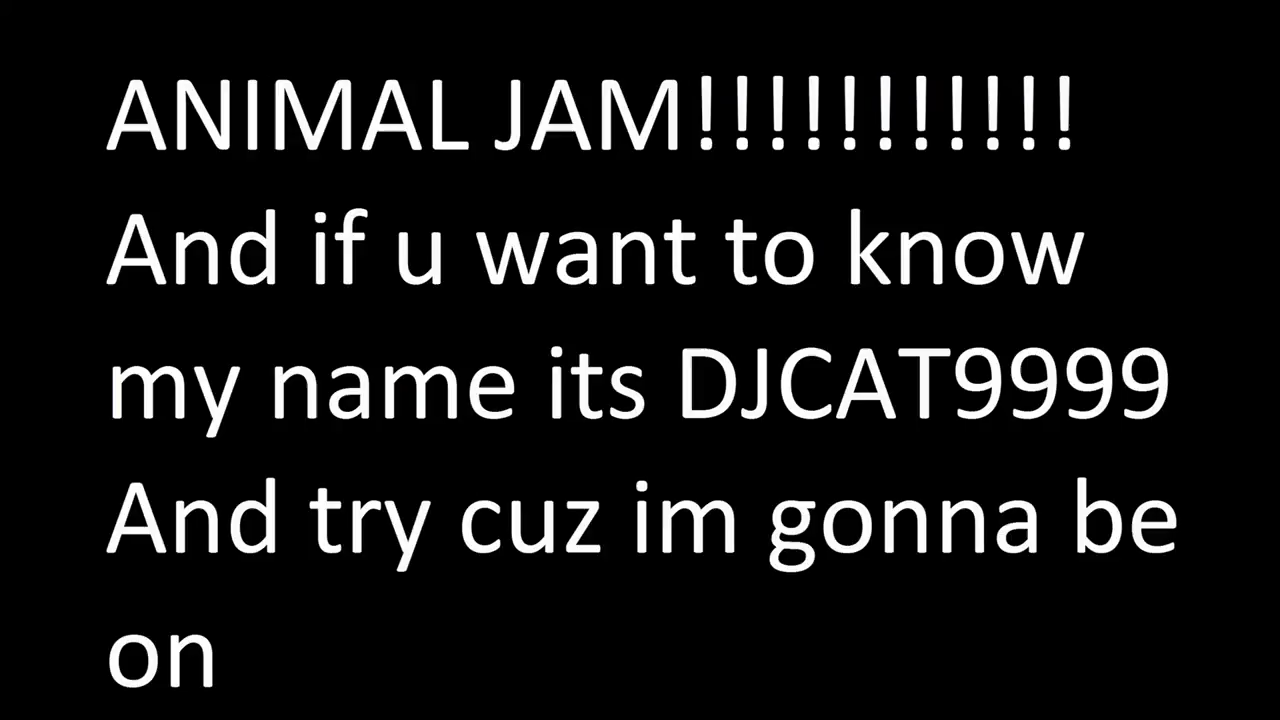 ANIMAL JAM!!!!!!!!!!!
And if u want to know
my name its DJCAT9999
And try cuz im gonna be
on